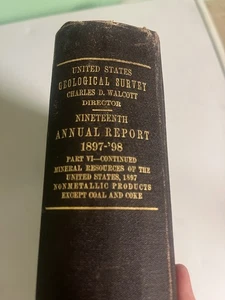 UNITED STATES
GEOLOGICAL SURVEY
CHARLES D. WALCOTT
DIRECTOR
NINETEENTH
ANNUAL REPORT
1897-'98
PART VI—CONTINUED
MINERAL RESOURCES OF THE
UNITED STATES, 1897
NONMETALLIC PRODUCTS
EXCEPT COAL AND COKE